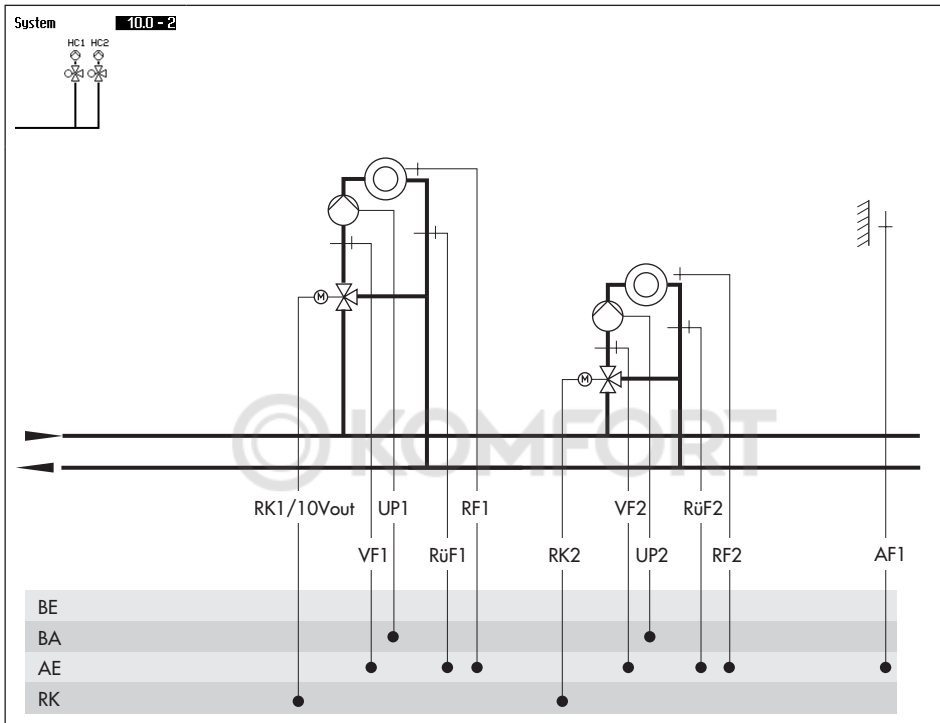 System 10.0 - 2
HC1 HC2
M
M
KOMFORT
RK1/10Vout UP1 RF1 VF2 RüF2
VF1 RüF1 RK2 UP2 RF2 AF1
BE
BA
AE
RK